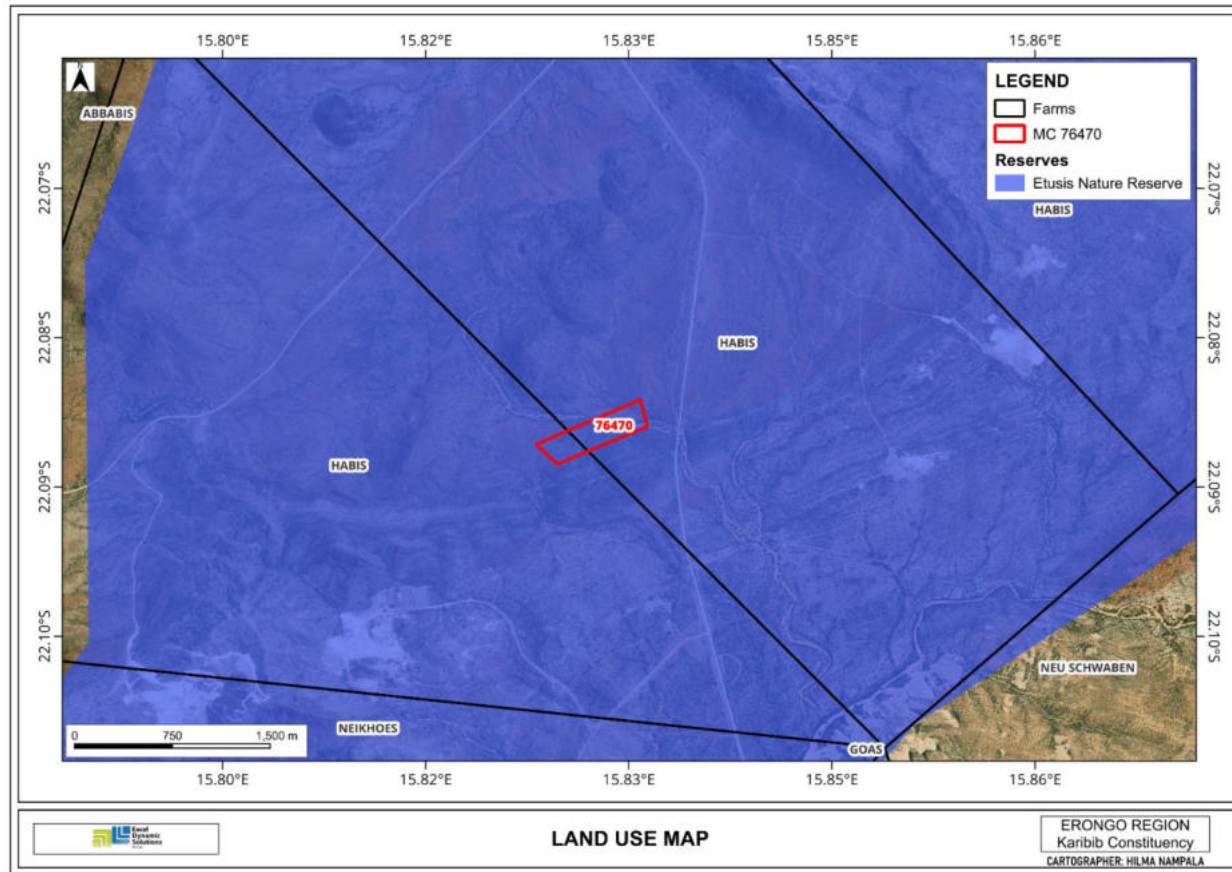 15.80°E 15.82°E 15.83°E 15.85°E 15.86°E
LEGEND
Farms
MC 76470
Reserves
Etusis Nature Reserve
ABBABIS
22.07°S
22.07°S
HABIS
22.08°S
HABIS
22.08°S
76470
HABIS
22.09°S
22.09°S
22.10°S
22.10°S
NEU SCHWABEN
NEIKHOES
GOAS
0 750 1,500 m
15.80°E 15.82°E 15.83°E 15.85°E 15.86°E
Excel
Dynamic
Solutions
LAND USE MAP
ERONGO REGION
Karibib Constituency
CARTOGRAPHER: HILMA NAMPALA